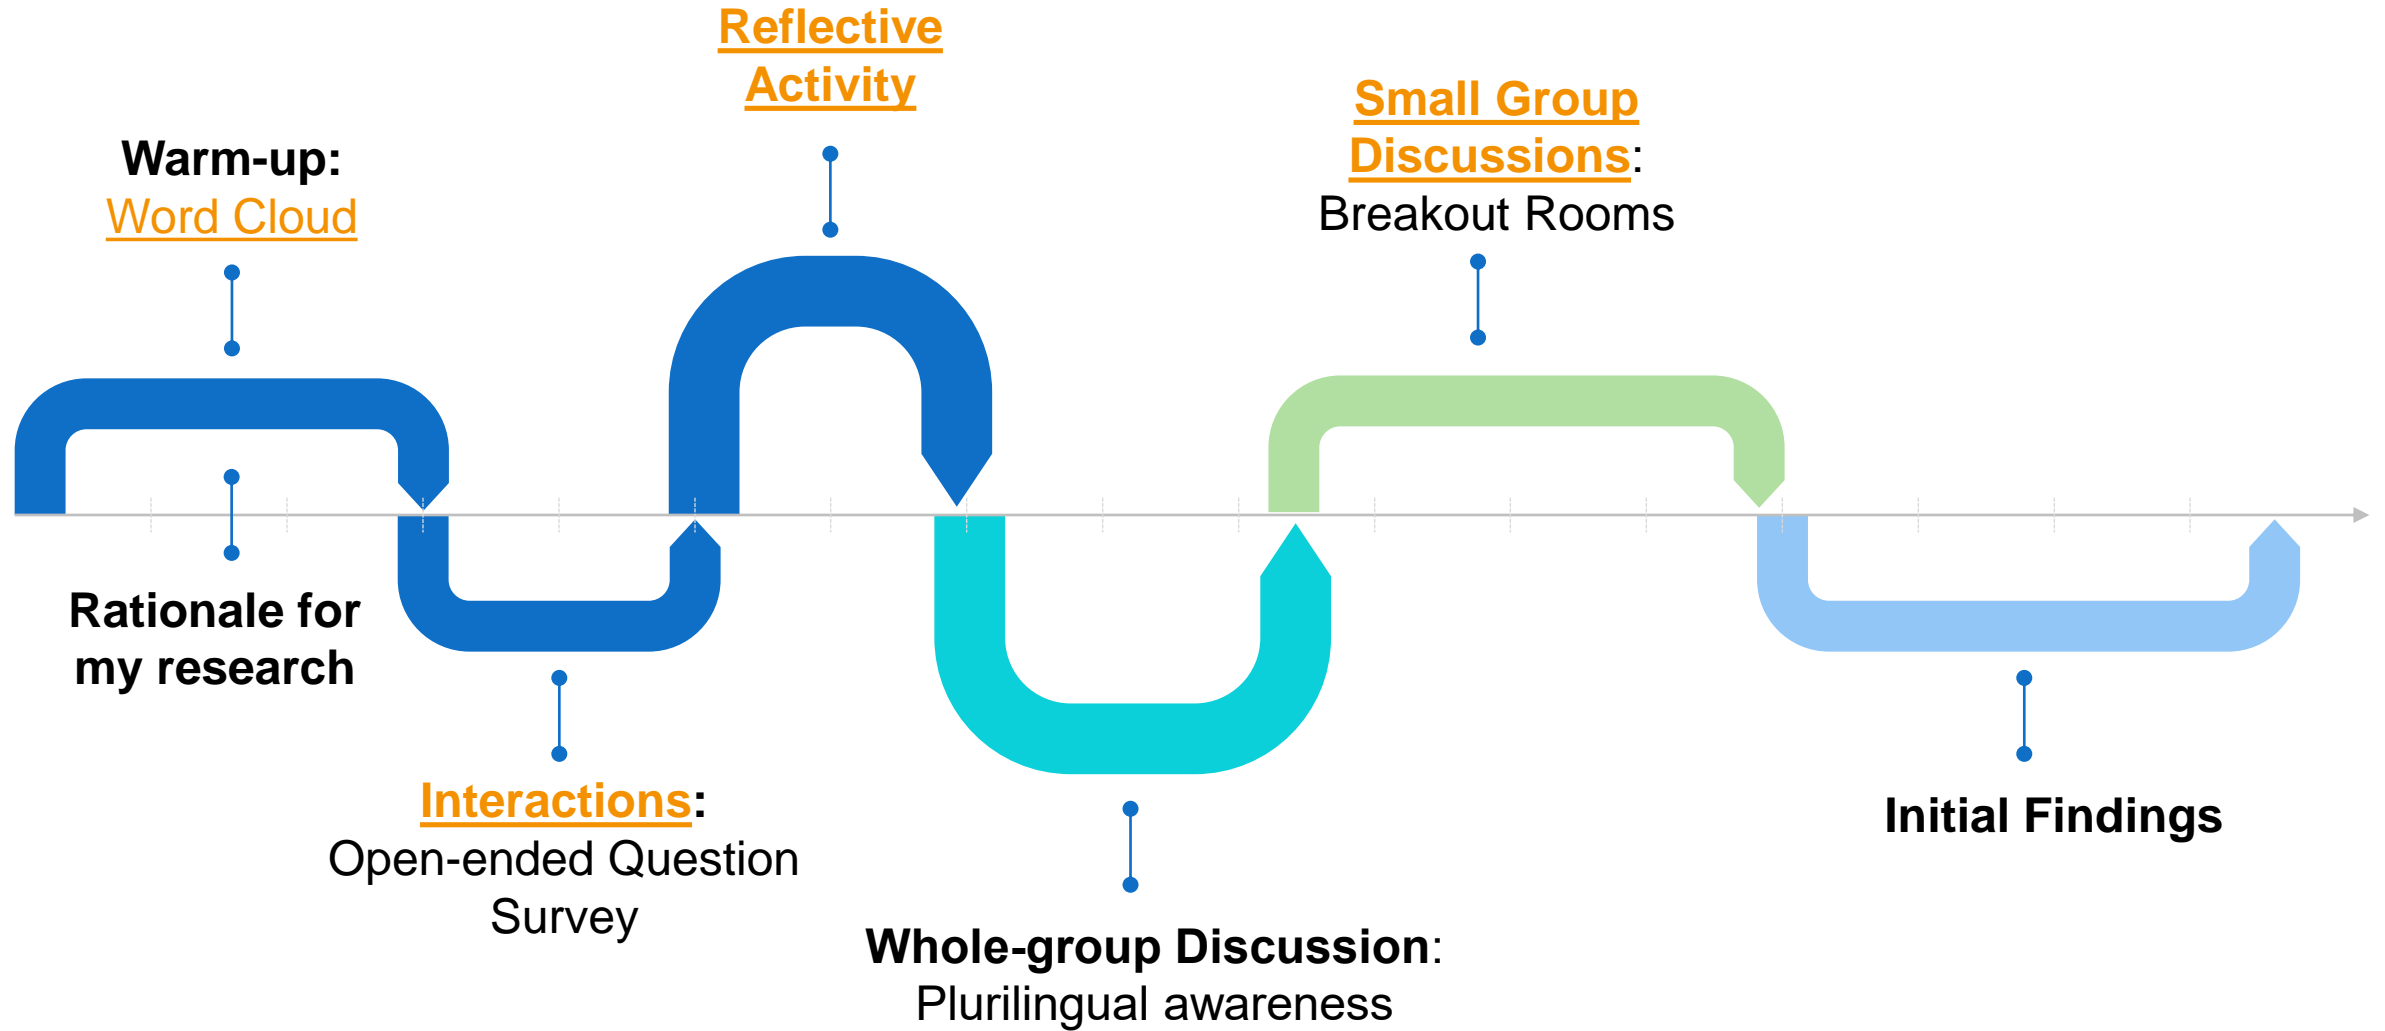 Warm-up:
Word Cloud
Rationale for
my research
Interactions:
Open-ended Question
Survey
Reflective
Activity
Whole-group Discussion:
Plurilingual awareness
Small Group
Discussions:
Breakout Rooms
Initial Findings